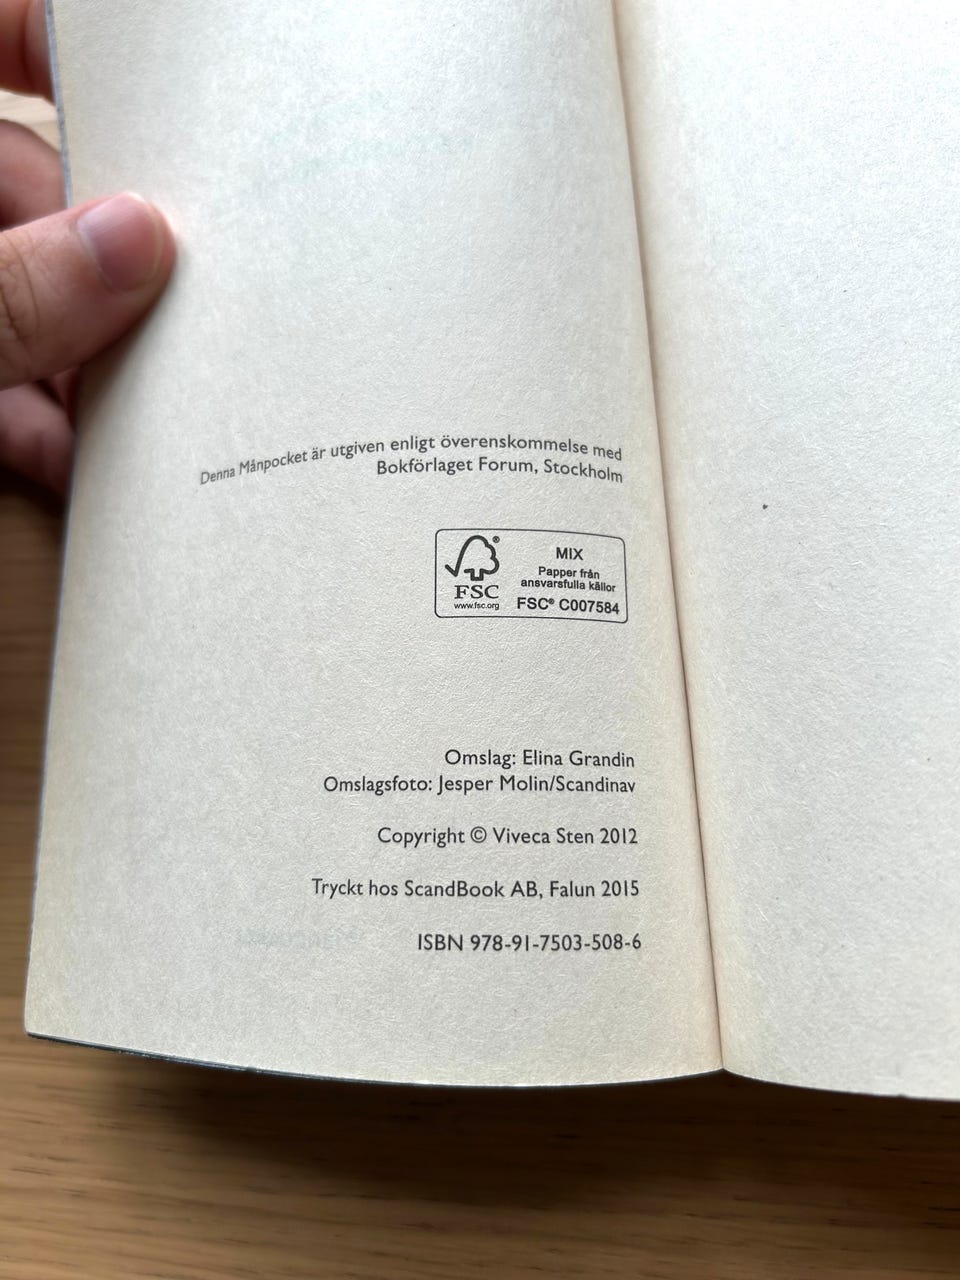 Denna Månpocket är utgiven enligt överenskommelse med
Bokförlaget Forum, Stockholm
FSC®
www.fsc.org
MIX
Papper från
ansvarsfulla källor
FSC® C007584
Omslag: Elina Grandin
Omslagsfoto: Jesper Molin/Scandinav
Copyright © Viveca Sten 2012
Tryckt hos ScandBook AB, Falun 2015
ISBN 978-91-7503-508-6